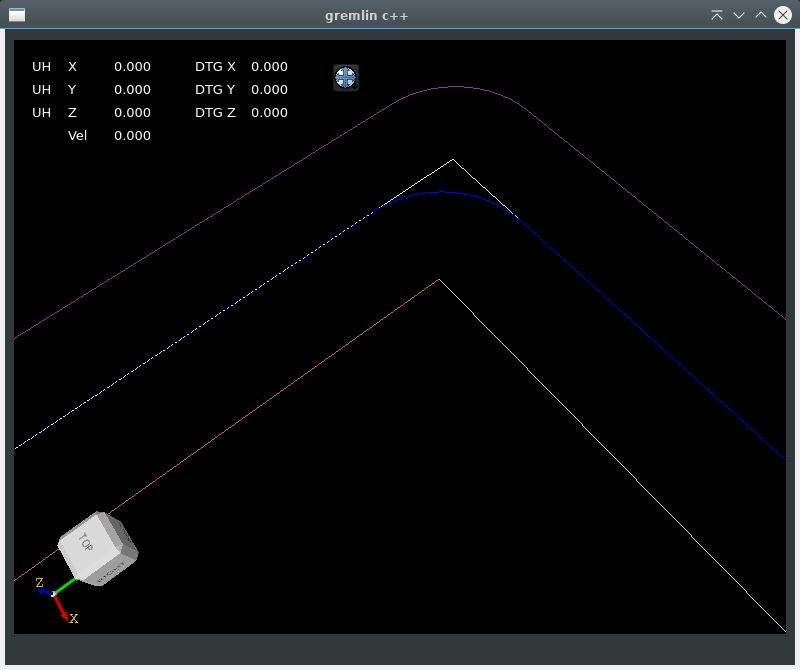 gremlin c++
UH X 0.000 DTG X 0.000
UH Y 0.000 DTG Y 0.000
UH Z 0.000 DTG Z 0.000
Vel 0.000
TOP
Z
X